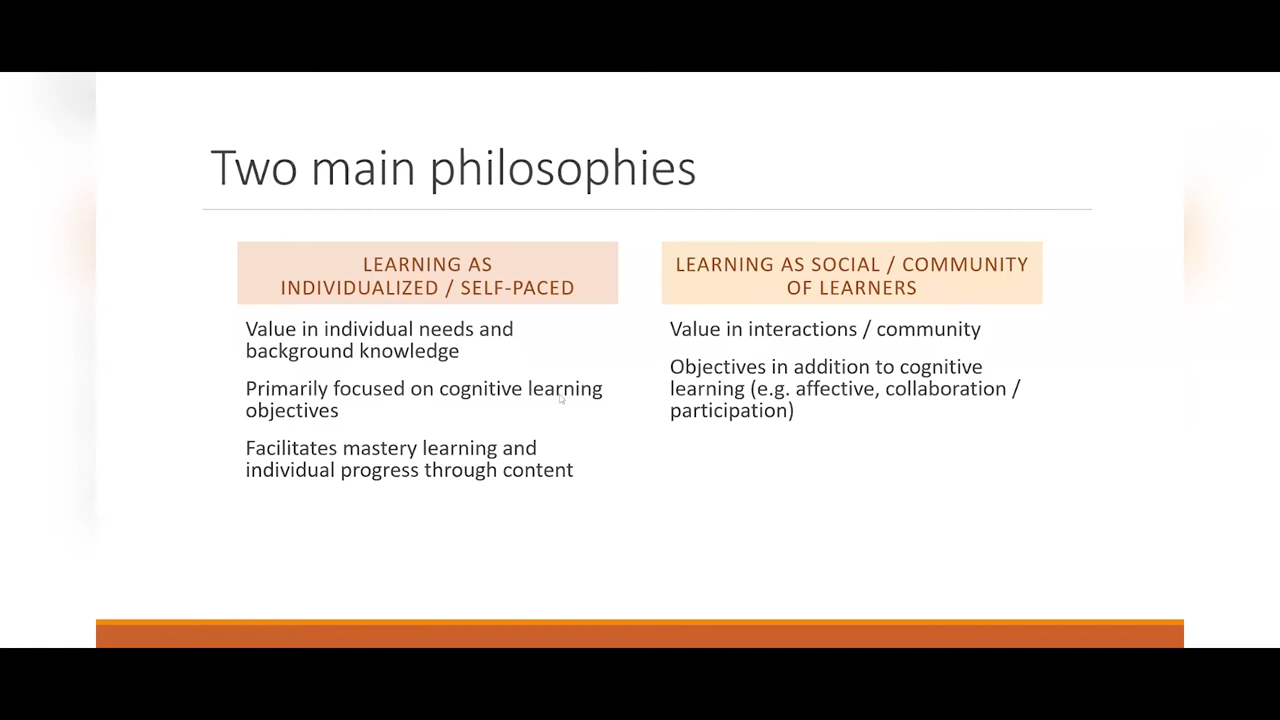 Two main philosophies
LEARNING AS
INDIVIDUALIZED / SELF-PACED
Value in individual needs and
background knowledge
Primarily focused on cognitive learning
objectives
Facilitates mastery learning and
individual progress through content
LEARNING AS SOCIAL / COMMUNITY
OF LEARNERS
Value in interactions / community
Objectives in addition to cognitive
learning (e.g. affective, collaboration /
participation)